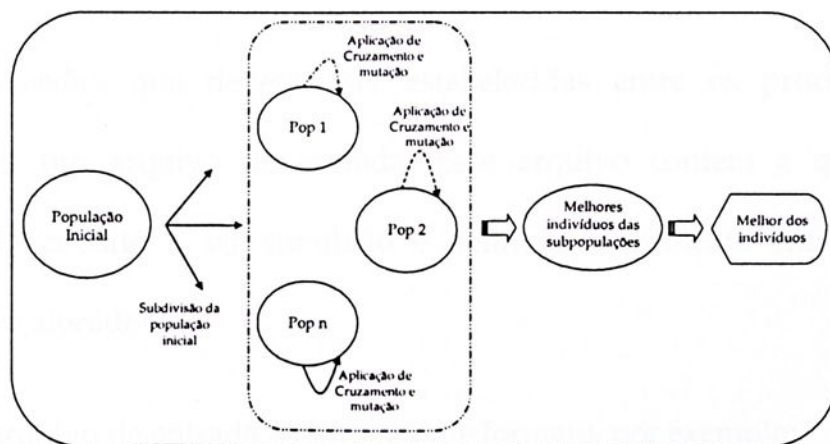 População
Inicial
Subdivisão da
população
inicial
Aplicação de
Cruzamento e
mutação
Pop 1
Aplicação de
Cruzamento e
mutação
Pop 2
Pop n
Aplicação de
Cruzamento e
mutação
Melhores
indivíduos das
subpopulações
Melhor dos
indivíduos